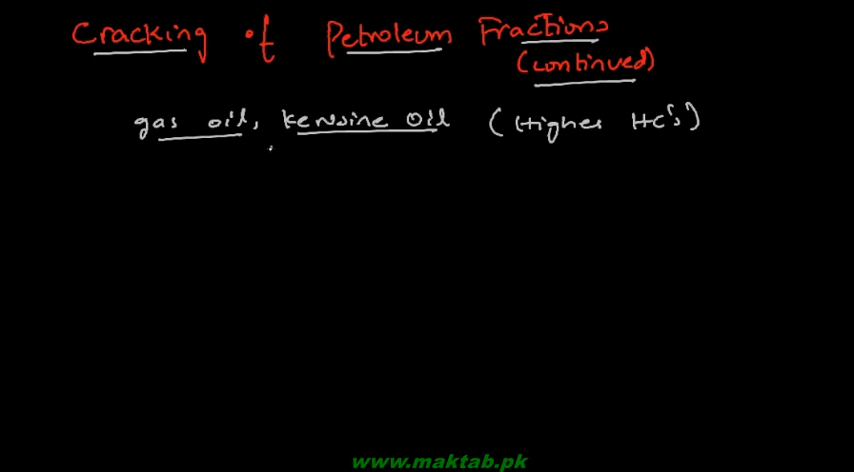 Cracking of Petroleum Fractions
(continued)
gas oil, kerosine oil (Higher HC's)
www.maktab.pk